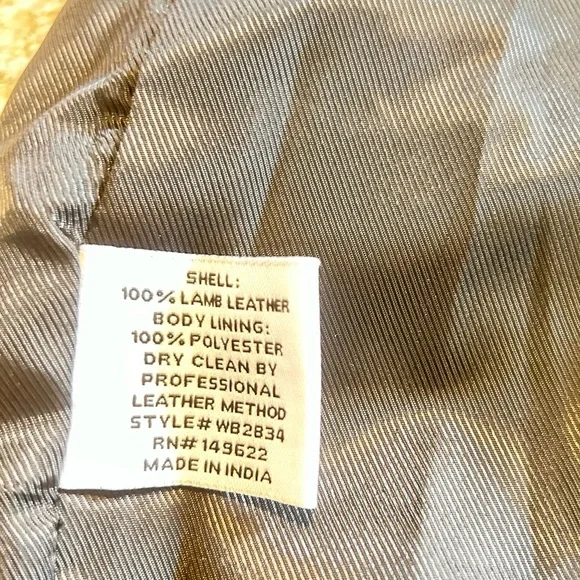 SHELL:
100% LAMB LEATHER
BODY LINING:
100% POLYESTER
DRY CLEAN BY
PROFESSIONAL
LEATHER METHOD
STYLE# WB2834
RN# 149622
MADE IN INDIA